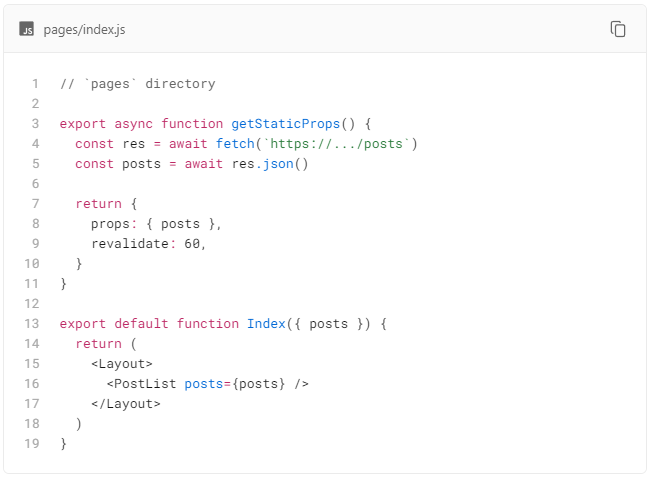 JS pages/index.js
1 // `pages` directory
2
3 export async function getStaticProps() {
4   const res = await fetch(`https://.../posts`)
5   const posts = await res.json()
6
7   return {
8     props: { posts },
9     revalidate: 60,
10   }
11 }
12
13 export default function Index({ posts }) {
14   return (
15     <Layout>
16       <PostList posts={posts} />
17     </Layout>
18   )
19 }